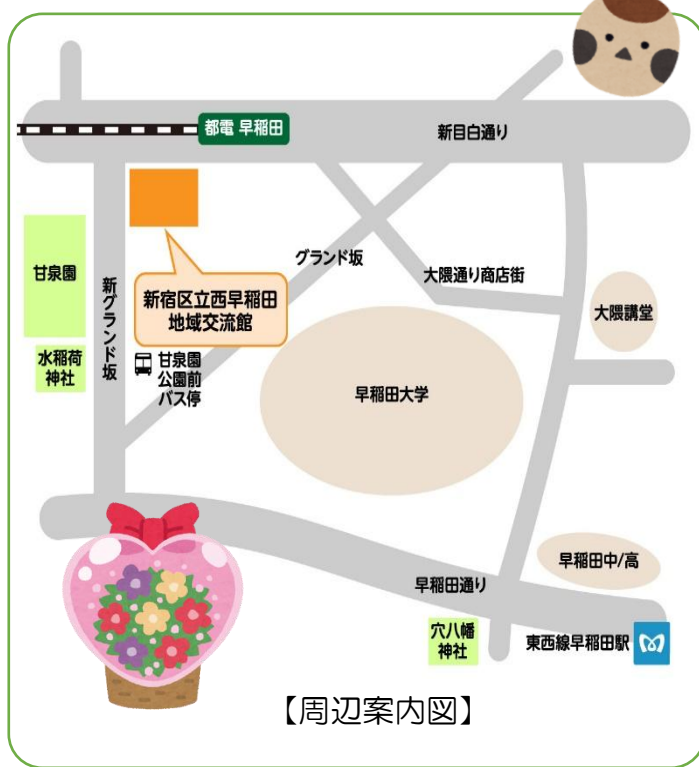 都電 早稲田
新目白通り
甘泉園
新グランド坂
グランド坂
大隈通り商店街
新宿区立西早稲田
地域交流館
大隈講堂
水稲荷
神社
甘泉園
公園前
バス停
早稲田大学
早稲田中/高
早稲田通り
穴八幡
神社
東西線早稲田駅
【周辺案内図】